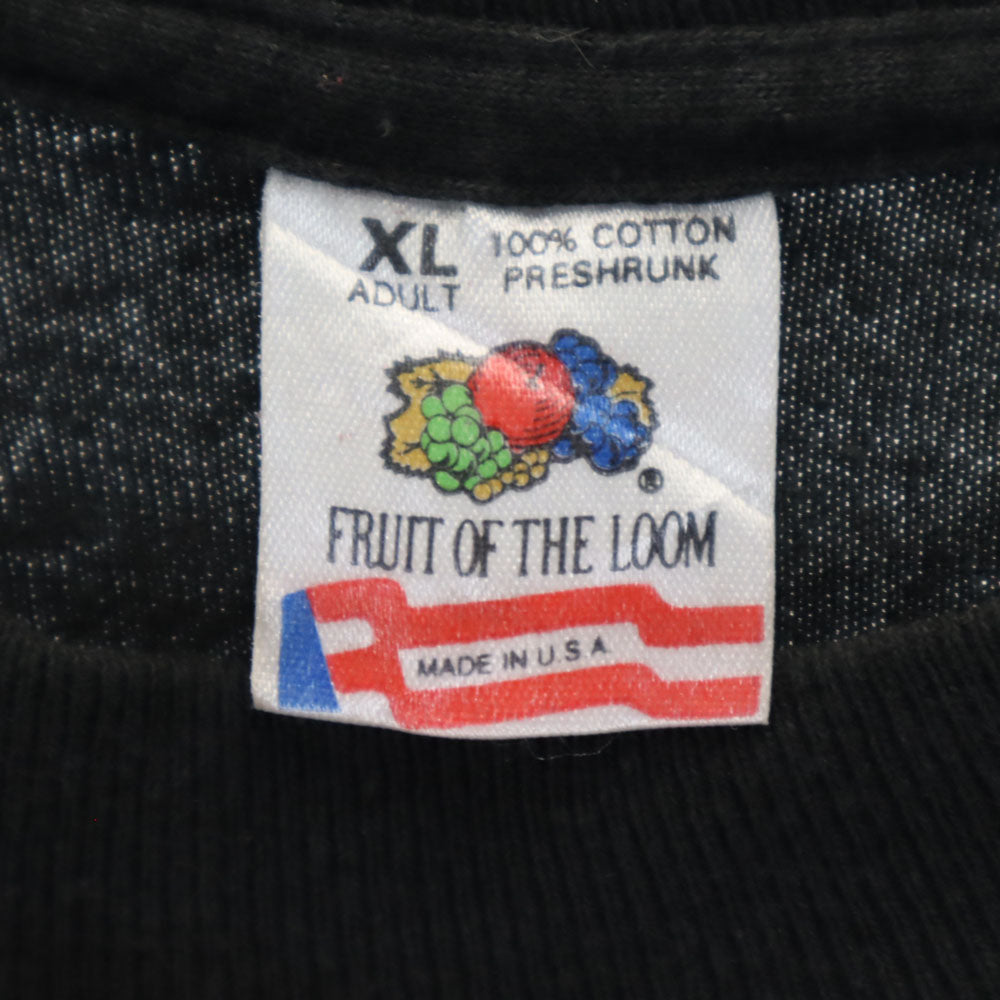 XL
ADULT
100% COTTON
PRESHRUNK
®
FRUIT OF THE LOOM
MADE IN U.S.A.